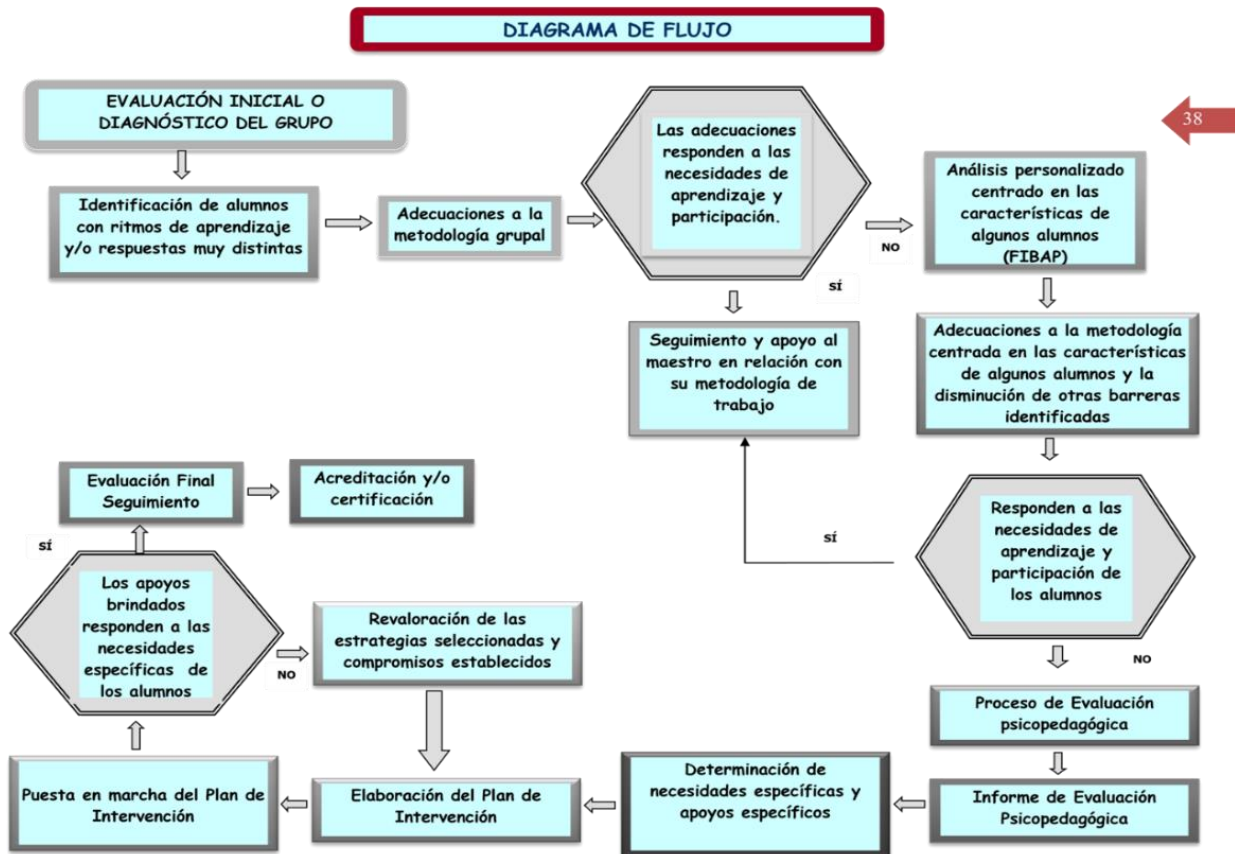 DIAGRAMA DE FLUJO
38
EVALUACIÓN INICIAL O
DIAGNÓSTICO DEL GRUPO
Identificación de alumnos
con ritmos de aprendizaje
y/o respuestas muy distintas
Adecuaciones a la
metodología grupal
Las adecuaciones
responden a las
necesidades de
aprendizaje y
participación.
NO
SÍ
Análisis personalizado
centrado en las
características de
algunos alumnos
(FIBAP)
Seguimiento y apoyo al
maestro en relación con
su metodología de
trabajo
Adecuaciones a la metodología
centrada en las características
de algunos alumnos y la
disminución de otras barreras
identificadas
Responden a las
necesidades de
aprendizaje y
participación de
los alumnos
SÍ
NO
Proceso de Evaluación
psicopedagógica
Informe de Evaluación
Psicopedagógica
Determinación de
necesidades específicas y
apoyos específicos
Elaboración del Plan de
Intervención
Puesta en marcha del Plan de
Intervención
Los apoyos
brindados
responden a las
necesidades
específicas de
los alumnos
SÍ
NO
Revaloración de las
estrategias seleccionadas y
compromisos establecidos
Evaluación Final
Seguimiento
Acreditación y/o
certificación